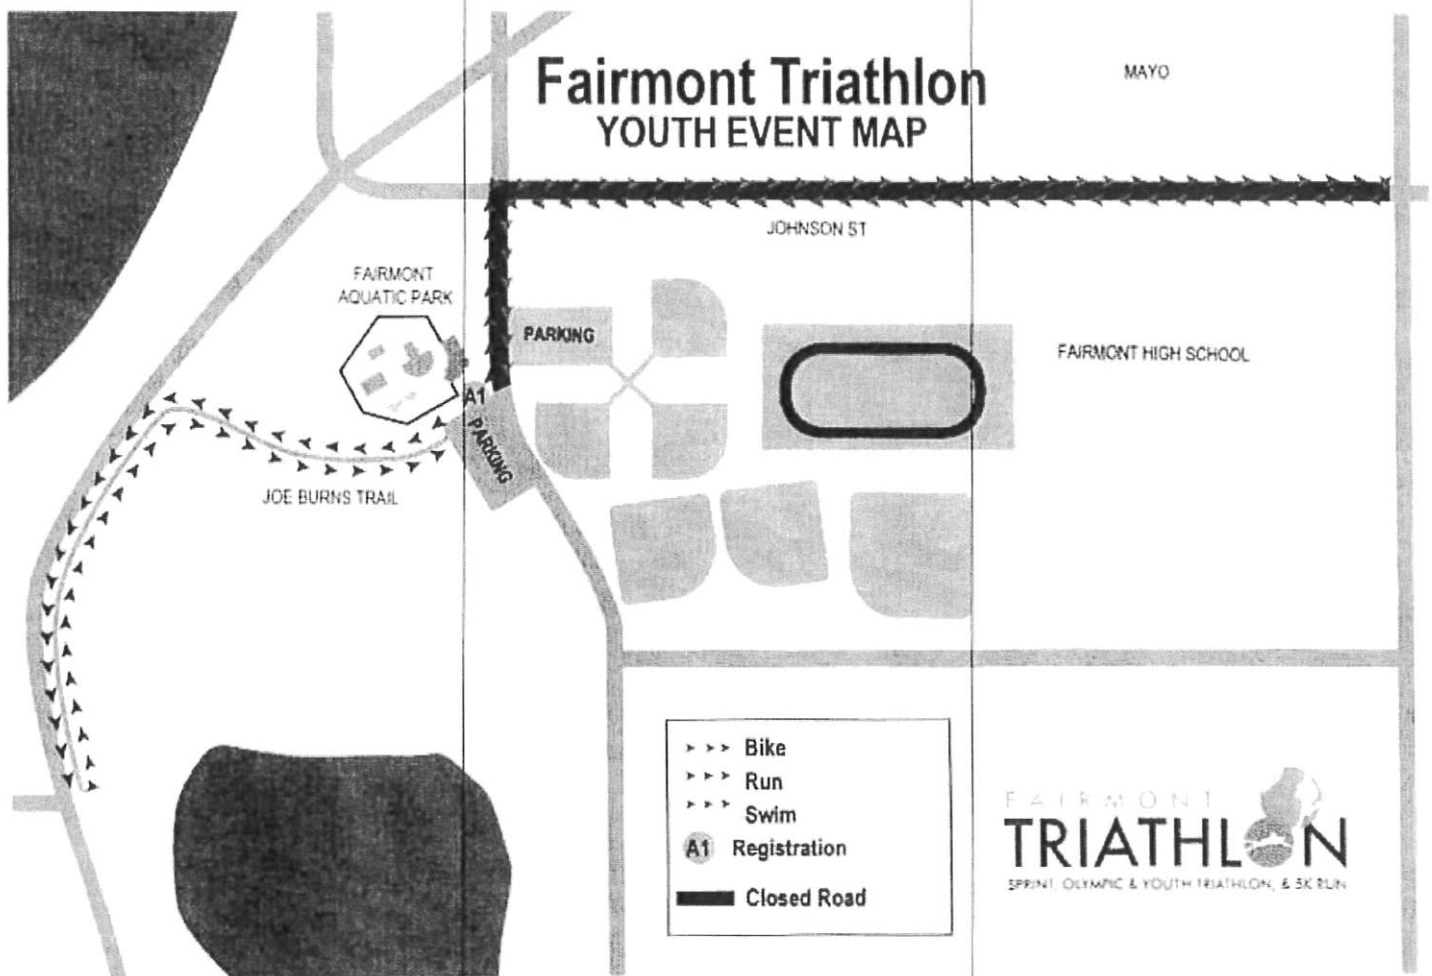 Fairmont Triathlon
YOUTH EVENT MAP
MAYO
JOHNSON ST
FAIRMONT
AQUATIC PARK
PARKING
FAIRMONT HIGH SCHOOL
A1
PARKING
JOE BURNS TRAIL
Bike
Run
Swim
A1 Registration
Closed Road
FAIRMONT
TRIATHLON
SPRINT, OLYMPIC & YOUTH TRIATHLON, & 5K RUN